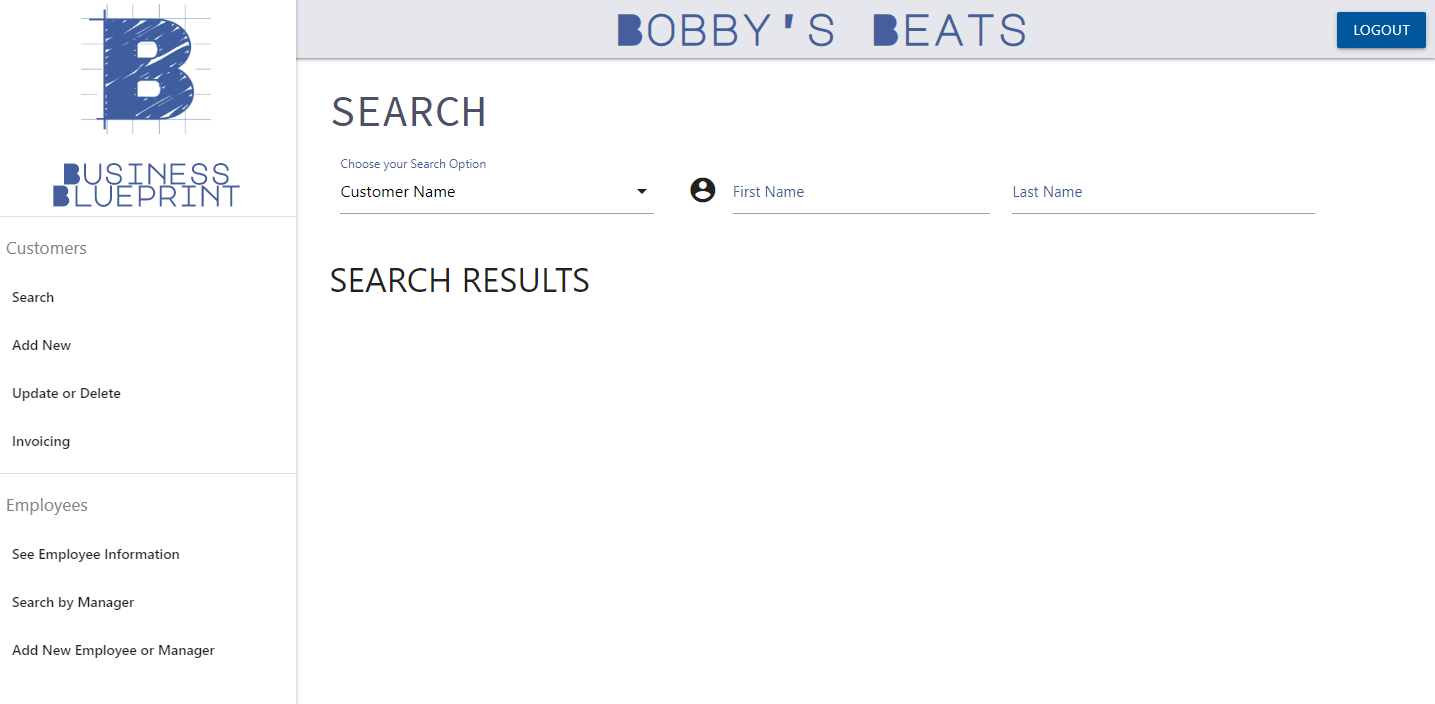 B
BUSINESS
BLUEPRINT
Customers
Search
Add New
Update or Delete
Invoicing
Employees
See Employee Information
Search by Manager
Add New Employee or Manager
BOBBY'S BEATS
LOGOUT
SEARCH
Choose your Search Option
Customer Name
First Name
Last Name
SEARCH RESULTS